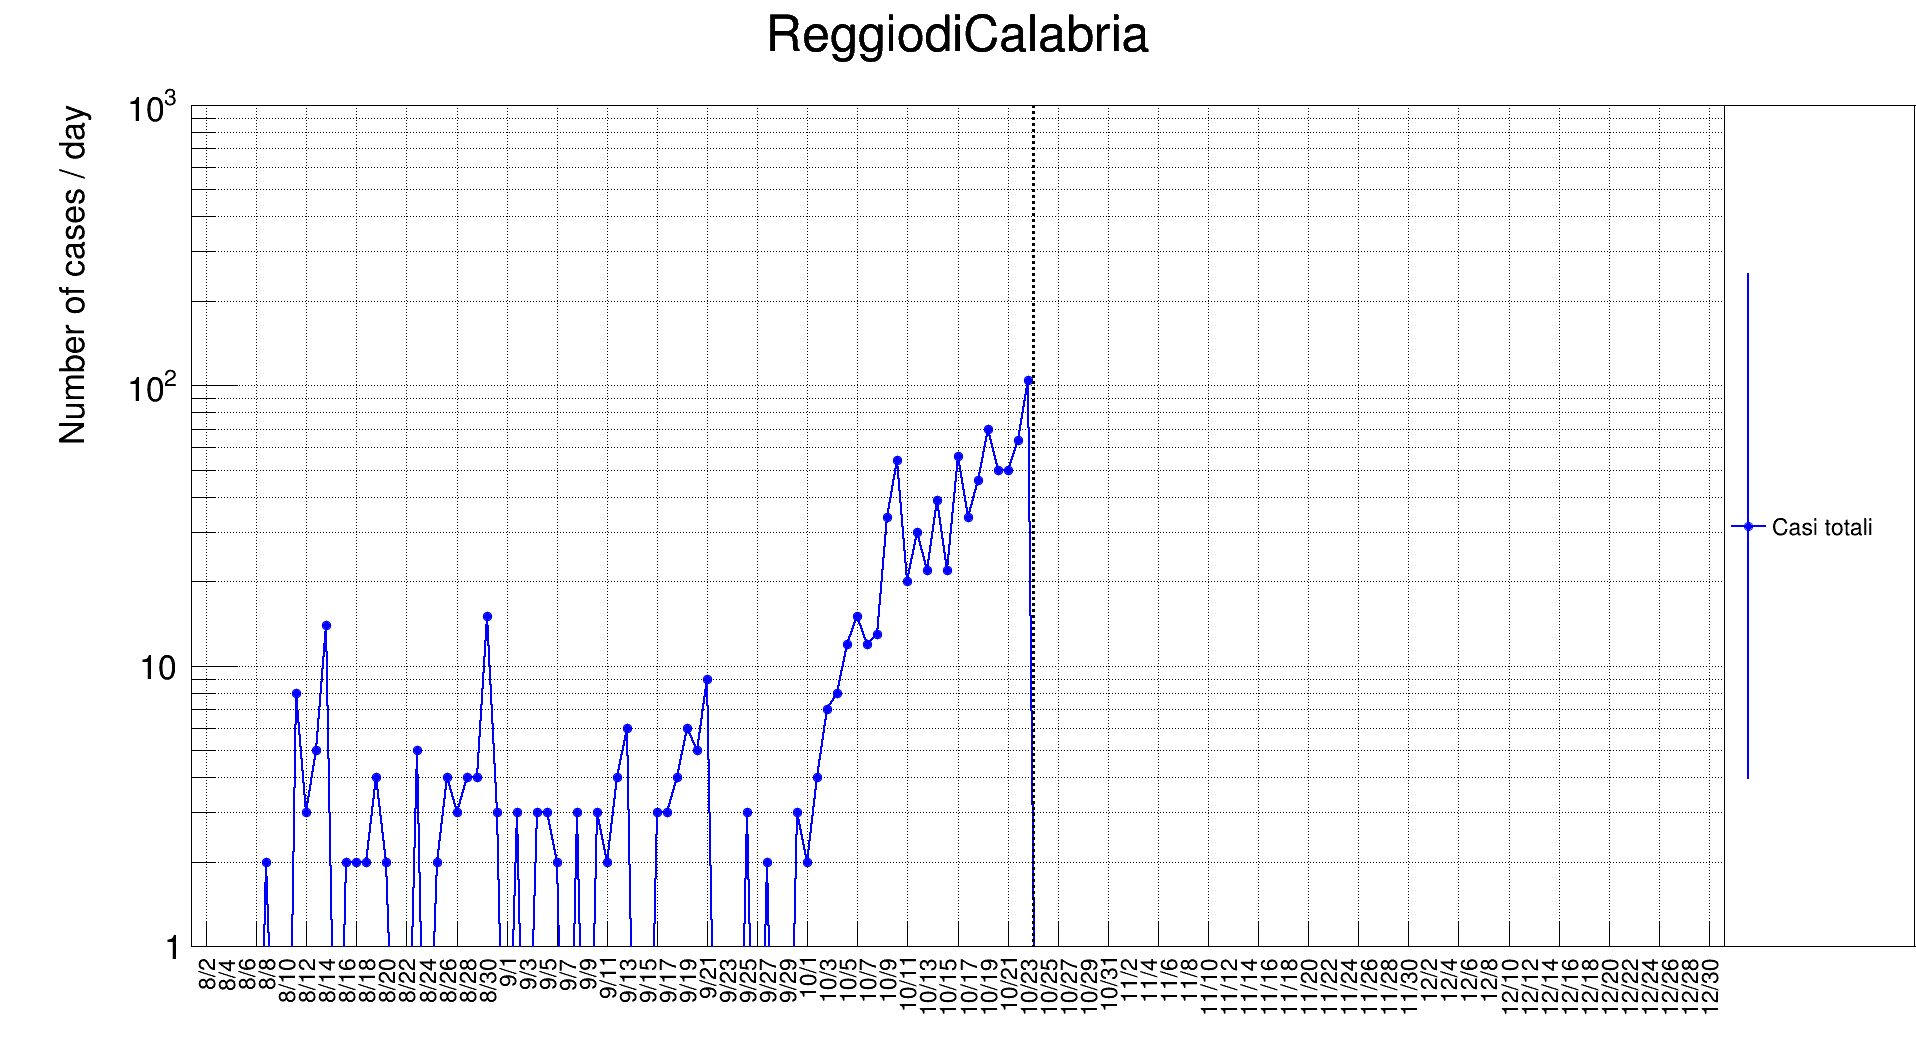 ReggiodiCalabria
Number of cases / day
10³
10²
10
1
8/2 8/4 8/6 8/8 8/10 8/12 8/14 8/16 8/18 8/20 8/22 8/24 8/26 8/28 8/30 9/1 9/3 9/5 9/7 9/9 9/11 9/13 9/15 9/17 9/19 9/21 9/23 9/25 9/27 9/29 10/1 10/3 10/5 10/7 10/9 10/11 10/13 10/15 10/17 10/19 10/21 10/23 10/25 10/27 10/29 10/31 11/2 11/4 11/6 11/8 11/10 11/12 11/14 11/16 11/18 11/20 11/22 11/24 11/26 11/28 11/30 12/2 12/4 12/6 12/8 12/10 12/12 12/14 12/16 12/18 12/20 12/22 12/24 12/26 12/28 12/30
Casi totali